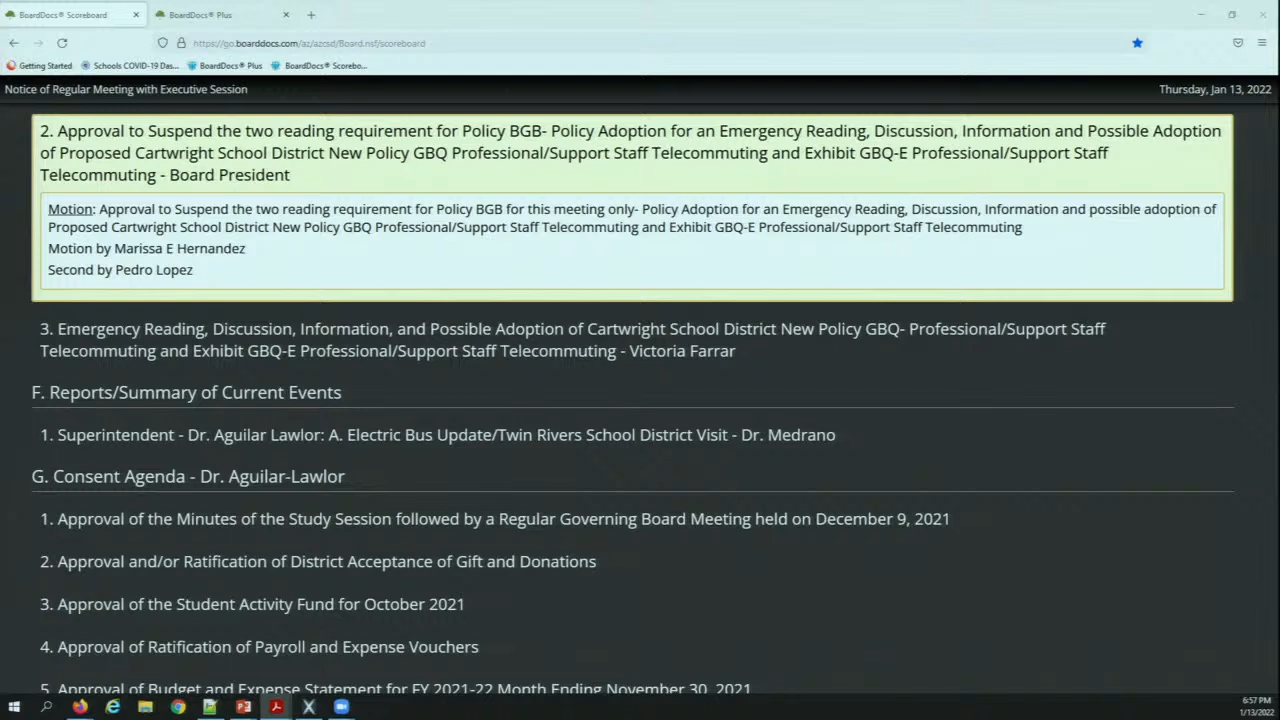 BoardDocs® Scoreboard
BoardDocs® Plus
https://go.boarddocs.com/az/azcsd/Board.nsf/scoreboard
Getting Started Schools COVID-19 Das... BoardDocs® Plus BoardDocs® Scorebo...
Notice of Regular Meeting with Executive Session Thursday, Jan 13, 2022
2. Approval to Suspend the two reading requirement for Policy BGB- Policy Adoption for an Emergency Reading, Discussion, Information and Possible Adoption
of Proposed Cartwright School District New Policy GBQ Professional/Support Staff Telecommuting and Exhibit GBQ-E Professional/Support Staff
Telecommuting - Board President
Motion: Approval to Suspend the two reading requirement for Policy BGB for this meeting only- Policy Adoption for an Emergency Reading, Discussion, Information and possible adoption of
Proposed Cartwright School District New Policy GBQ Professional/Support Staff Telecommuting and Exhibit GBQ-E Professional/Support Staff Telecommuting
Motion by Marissa E Hernandez
Second by Pedro Lopez
3. Emergency Reading, Discussion, Information, and Possible Adoption of Cartwright School District New Policy GBQ- Professional/Support Staff
Telecommuting and Exhibit GBQ-E Professional/Support Staff Telecommuting - Victoria Farrar
F. Reports/Summary of Current Events
1. Superintendent - Dr. Aguilar Lawlor: A. Electric Bus Update/Twin Rivers School District Visit - Dr. Medrano
G. Consent Agenda - Dr. Aguilar-Lawlor
1. Approval of the Minutes of the Study Session followed by a Regular Governing Board Meeting held on December 9, 2021
2. Approval and/or Ratification of District Acceptance of Gift and Donations
3. Approval of the Student Activity Fund for October 2021
4. Approval of Ratification of Payroll and Expense Vouchers
5. Approval of Budget and Expense Statement for FY 2021-22 Month Ending November 30, 2021
6:57 PM
1/13/2022